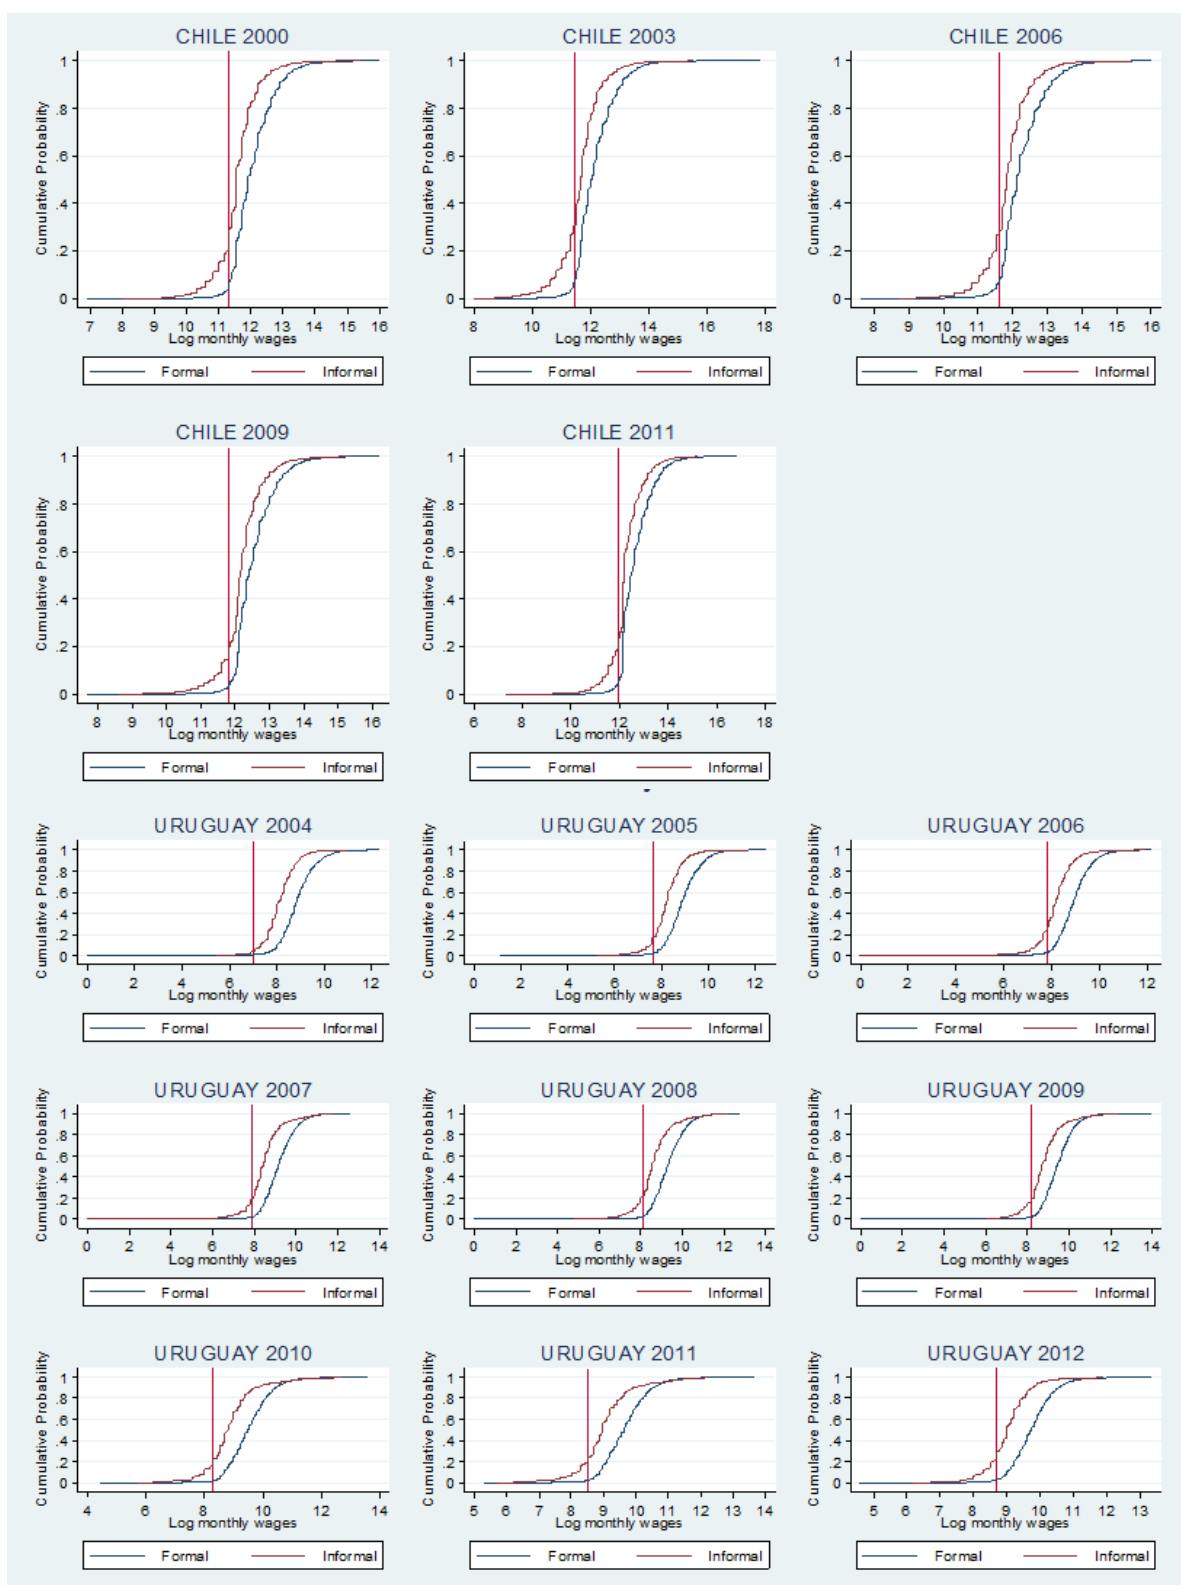 CHILE 2000 CHILE 2003 CHILE 2006
Cumulative Probability Cumulative Probability Cumulative Probability
1 1 1
.8 .8 .8
.6 .6 .6
.4 .4 .4
.2 .2 .2
0 0 0
7 8 9 10 11 12 13 14 15 16 8 10 12 14 16 18 8 9 10 11 12 13 14 15 16
Log monthly wages Log monthly wages Log monthly wages
Formal Informal Formal Informal Formal Informal
CHILE 2009 CHILE 2011
Cumulative Probability Cumulative Probability
1 1
.8 .8
.6 .6
.4 .4
.2 .2
0 0
8 9 10 11 12 13 14 15 16 6 8 10 12 14 16 18
Log monthly wages Log monthly wages
Formal Informal Formal Informal
URUGUAY 2004 URUGUAY 2005 URUGUAY 2006
Cumulative Probability Cumulative Probability Cumulative Probability
1 1 1
.8 .8 .8
.6 .6 .6
.4 .4 .4
.2 .2 .2
0 0 0
0 2 4 6 8 10 12 0 2 4 6 8 10 12 0 2 4 6 8 10 12
Log monthly wages Log monthly wages Log monthly wages
Formal Informal Formal Informal Formal Informal
URUGUAY 2007 URUGUAY 2008 URUGUAY 2009
Cumulative Probability Cumulative Probability Cumulative Probability
1 1 1
.8 .8 .8
.6 .6 .6
.4 .4 .4
.2 .2 .2
0 0 0
0 2 4 6 8 10 12 14 0 2 4 6 8 10 12 14 0 2 4 6 8 10 12 14
Log monthly wages Log monthly wages Log monthly wages
Formal Informal Formal Informal Formal Informal
URUGUAY 2010 URUGUAY 2011 URUGUAY 2012
Cumulative Probability Cumulative Probability Cumulative Probability
1 1 1
.8 .8 .8
.6 .6 .6
.4 .4 .4
.2 .2 .2
0 0 0
4 6 8 10 12 14 5 6 7 8 9 10 11 12 13 14 5 6 7 8 9 10 11 12 13
Log monthly wages Log monthly wages Log monthly wages
Formal Informal Formal Informal Formal Informal